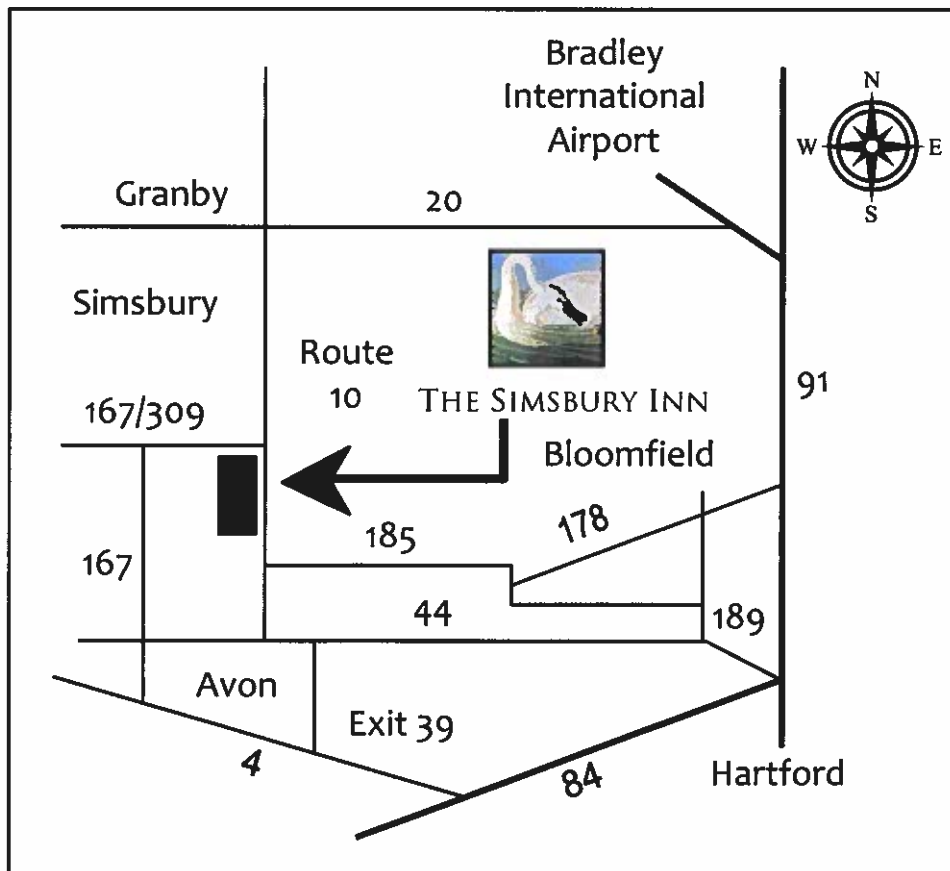 Bradley
International
Airport
N
W E
S
Granby
20
Simsbury
Route
10
THE SIMSBURY INN
91
167/309
Bloomfield
178
185
167
44
189
Avon
Exit 39
4
84
Hartford